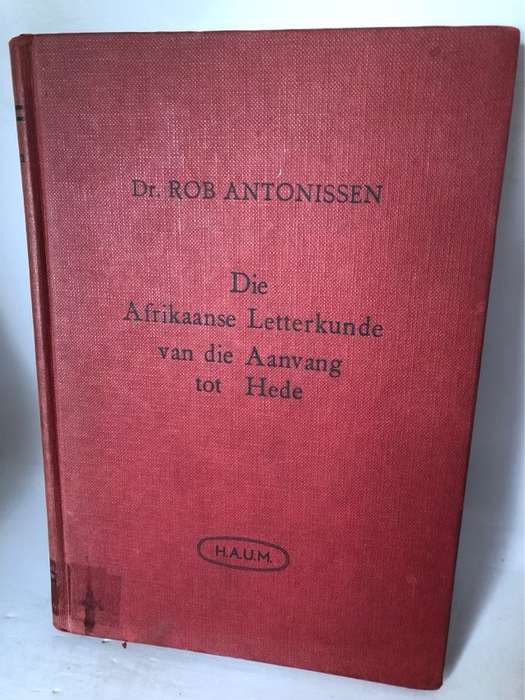 Dr. ROB ANTONISSEN
Die
Afrikaanse Letterkunde
van die Aanvang
tot Hede
H.A.U.M.